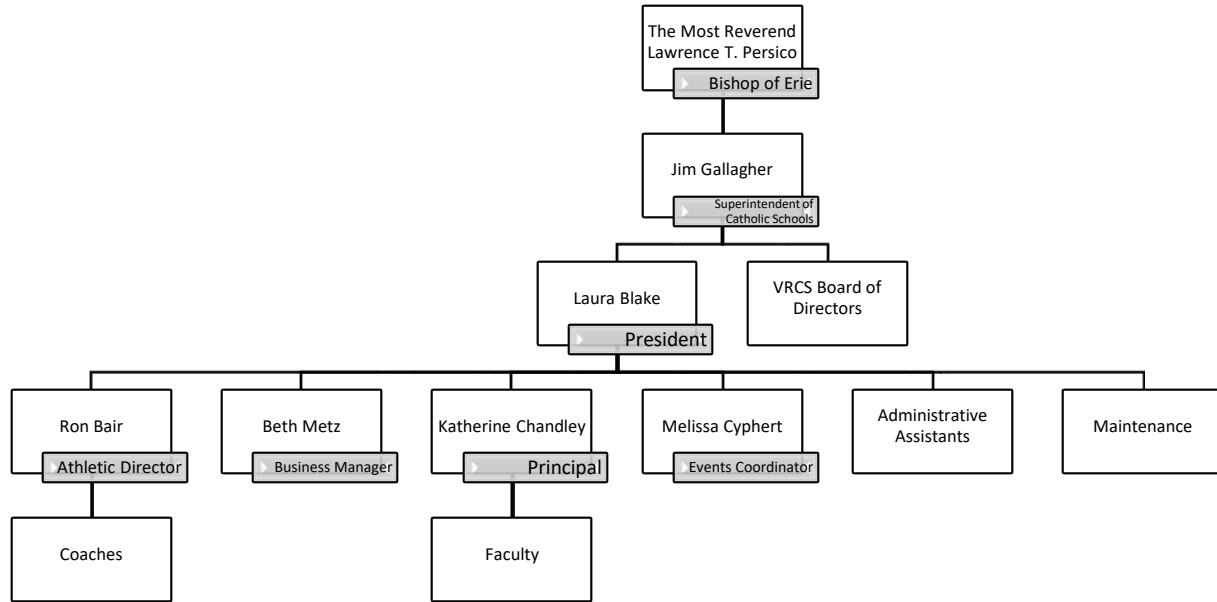 The Most Reverend
Lawrence T. Persico
Bishop of Erie
Jim Gallagher
Superintendent of
Catholic Schools
Laura Blake
President
VRCS Board of
Directors
Ron Bair
Athletic Director
Beth Metz
Business Manager
Katherine Chandley
Principal
Melissa Cyphert
Events Coordinator
Administrative
Assistants
Maintenance
Coaches
Faculty